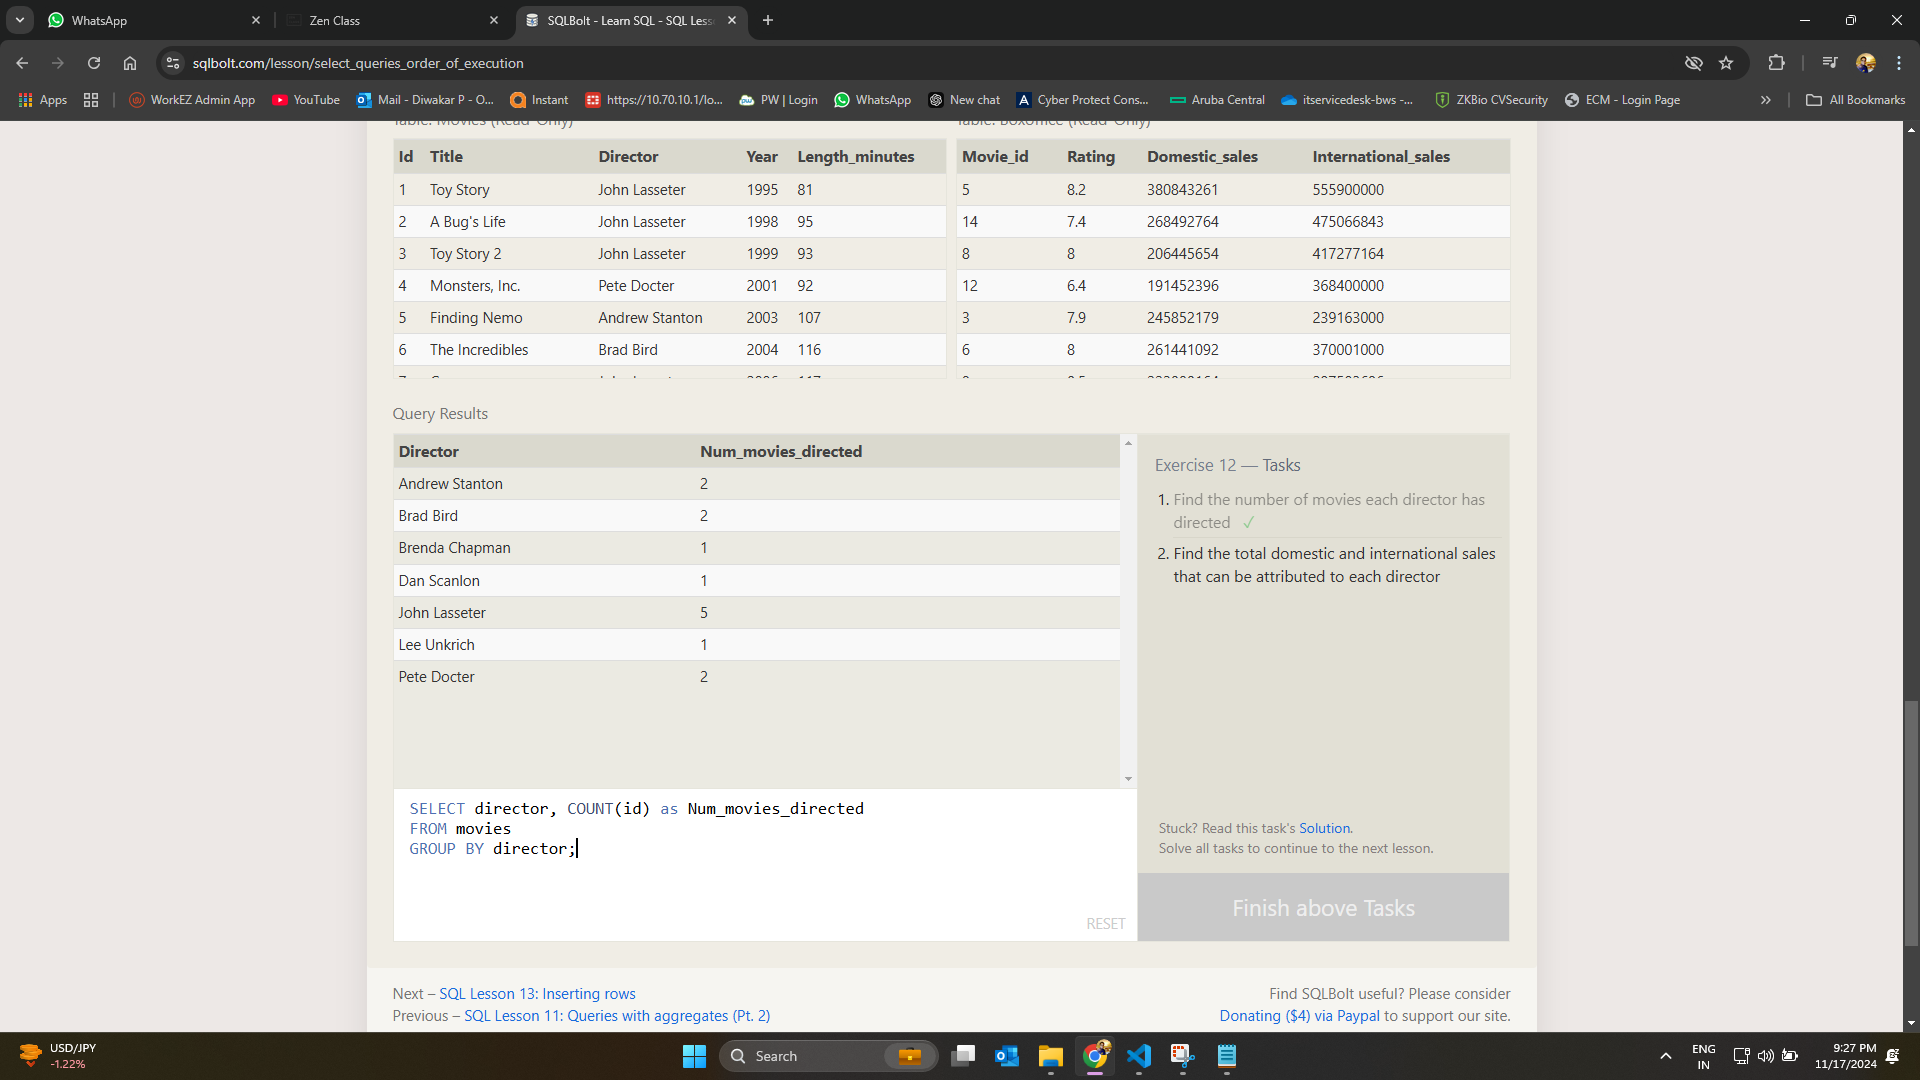 WhatsApp
Zen Class
SQLBolt - Learn SQL - SQL Less
sqlbolt.com/lesson/select_queries_order_of_execution
Apps
WorkEZ Admin App
YouTube
Mail - Diwakar P - O...
Instant
https://10.70.10.1/lo...
PW | Login
WhatsApp
New chat
Cyber Protect Cons...
Aruba Central
itservicedesk-bws -...
ZKBio CVSecurity
ECM - Login Page
»
All Bookmarks
Table: Movies (Read-Only)
Table: Boxoffice (Read-Only)
Id Title Director Year Length_minutes
1 Toy Story John Lasseter 1995 81
2 A Bug's Life John Lasseter 1998 95
3 Toy Story 2 John Lasseter 1999 93
4 Monsters, Inc. Pete Docter 2001 92
5 Finding Nemo Andrew Stanton 2003 107
6 The Incredibles Brad Bird 2004 116
Movie_id Rating Domestic_sales International_sales
5 8.2 380843261 555900000
14 7.4 268492764 475066843
8 8 206445654 417277164
12 6.4 191452396 368400000
3 7.9 245852179 239163000
6 8 261441092 370001000
Query Results
Director Num_movies_directed
Andrew Stanton 2
Brad Bird 2
Brenda Chapman 1
Dan Scanlon 1
John Lasseter 5
Lee Unkrich 1
Pete Docter 2
Exercise 12 — Tasks
1. Find the number of movies each director has
directed ✓
2. Find the total domestic and international sales
that can be attributed to each director
Stuck? Read this task's Solution.
Solve all tasks to continue to the next lesson.
Finish above Tasks
SELECT director, COUNT(id) as Num_movies_directed
FROM movies
GROUP BY director;
RESET
Next – SQL Lesson 13: Inserting rows
Previous – SQL Lesson 11: Queries with aggregates (Pt. 2)
Find SQLBolt useful? Please consider
Donating ($4) via Paypal to support our site.
USD/JPY
-1.22%
Search
ENG
IN
9:27 PM
11/17/2024